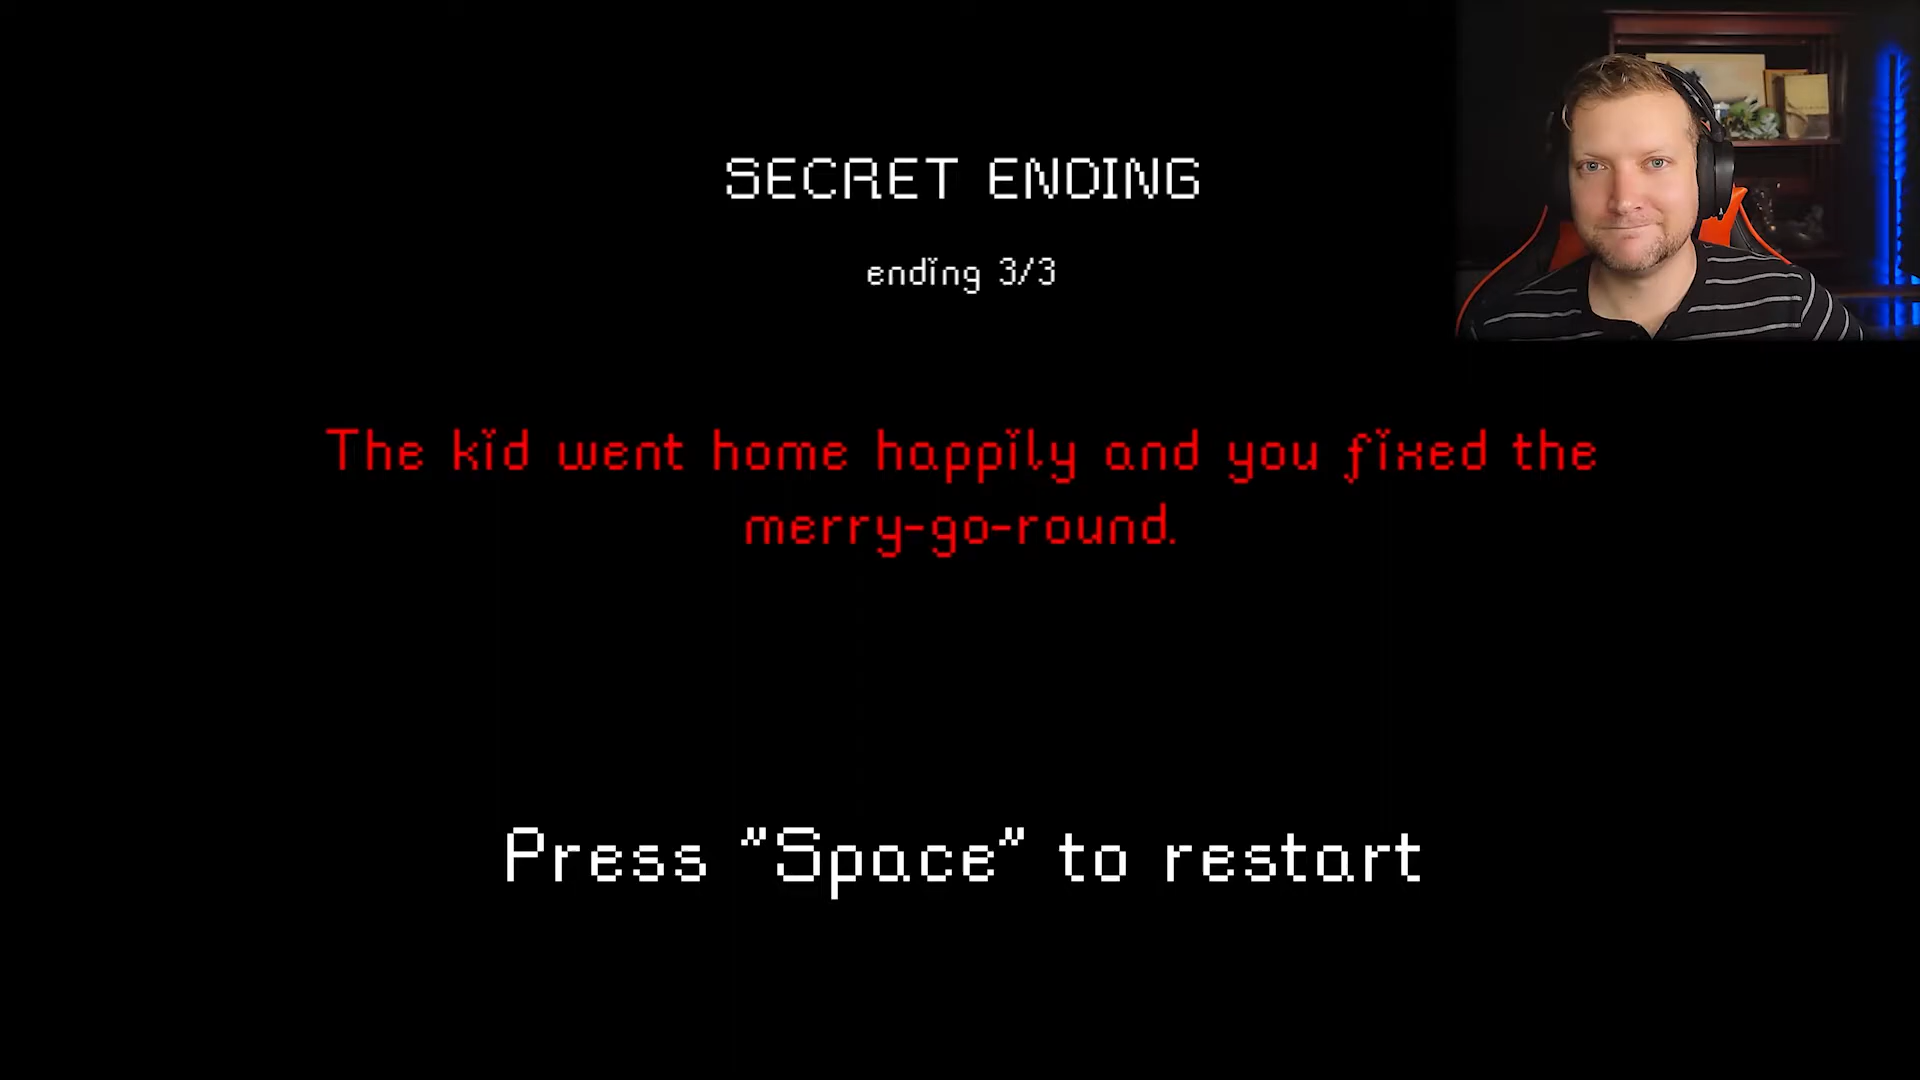 SECRET ENDING
ending 3/3
The kid went home happily and you fixed the
merry-go-round.
Press "Space" to restart